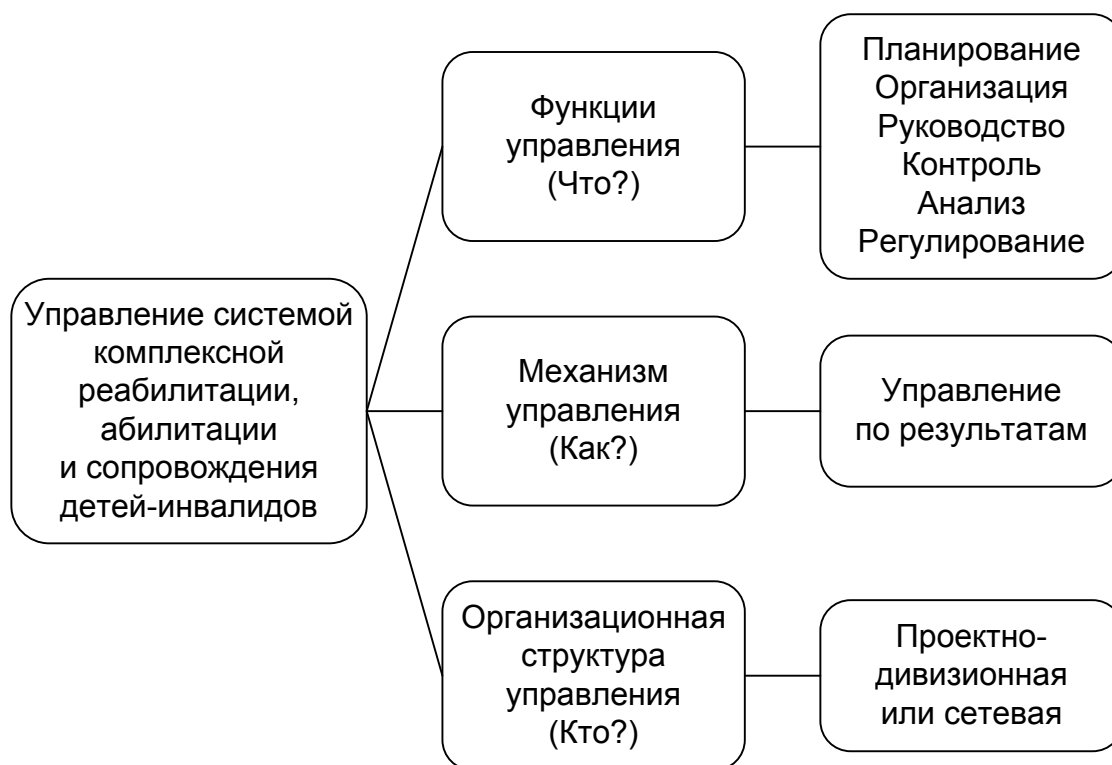 Управление системой
комплексной
реабилитации,
абилитации
и сопровождения
детей-инвалидов
Функции
управления
(Что?)
Планирование
Организация
Руководство
Контроль
Анализ
Регулирование
Механизм
управления
(Как?)
Управление
по результатам
Организационная
структура
управления
(Кто?)
Проектно-
дивизионная
или сетевая